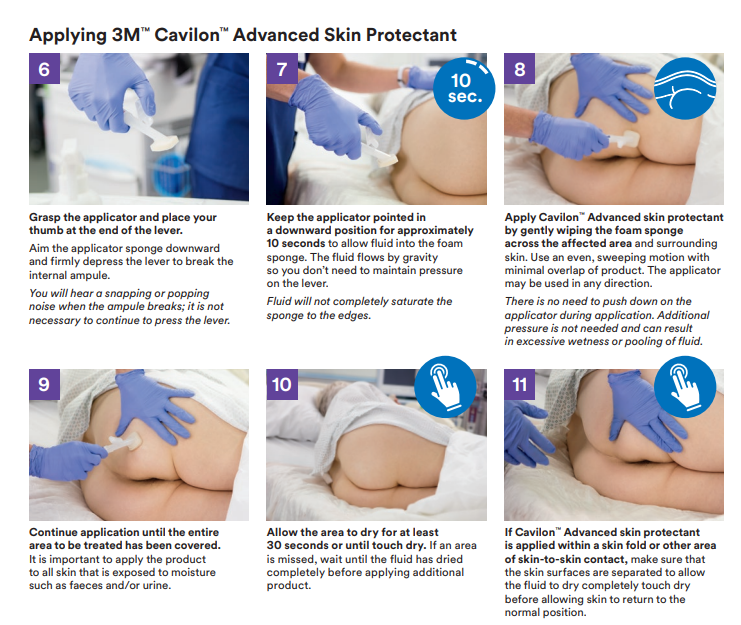 Applying 3M™ Cavilon™ Advanced Skin Protectant
6
Grasp the applicator and place your
thumb at the end of the lever.
Aim the applicator sponge downward
and firmly depress the lever to break the
internal ampule.
You will hear a snapping or popping
noise when the ampule breaks; it is not
necessary to continue to press the lever.
7
10
sec.
Keep the applicator pointed in
a downward position for approximately
10 seconds to allow fluid into the foam
sponge. The fluid flows by gravity
so you don't need to maintain pressure
on the lever.
Fluid will not completely saturate the
sponge to the edges.
8
Apply Cavilon™ Advanced skin protectant
by gently wiping the foam sponge
across the affected area and surrounding
skin. Use an even, sweeping motion with
minimal overlap of product. The applicator
may be used in any direction.
There is no need to push down on the
applicator during application. Additional
pressure is not needed and can result
in excessive wetness or pooling of fluid.
9
Continue application until the entire
area to be treated has been covered.
It is important to apply the product
to all skin that is exposed to moisture
such as faeces and/or urine.
10
Allow the area to dry for at least
30 seconds or until touch dry. If an area
is missed, wait until the fluid has dried
completely before applying additional
product.
11
If Cavilon™ Advanced skin protectant
is applied within a skin fold or other area
of skin-to-skin contact, make sure that
the skin surfaces are separated to allow
the fluid to dry completely touch dry
before allowing skin to return to the
normal position.